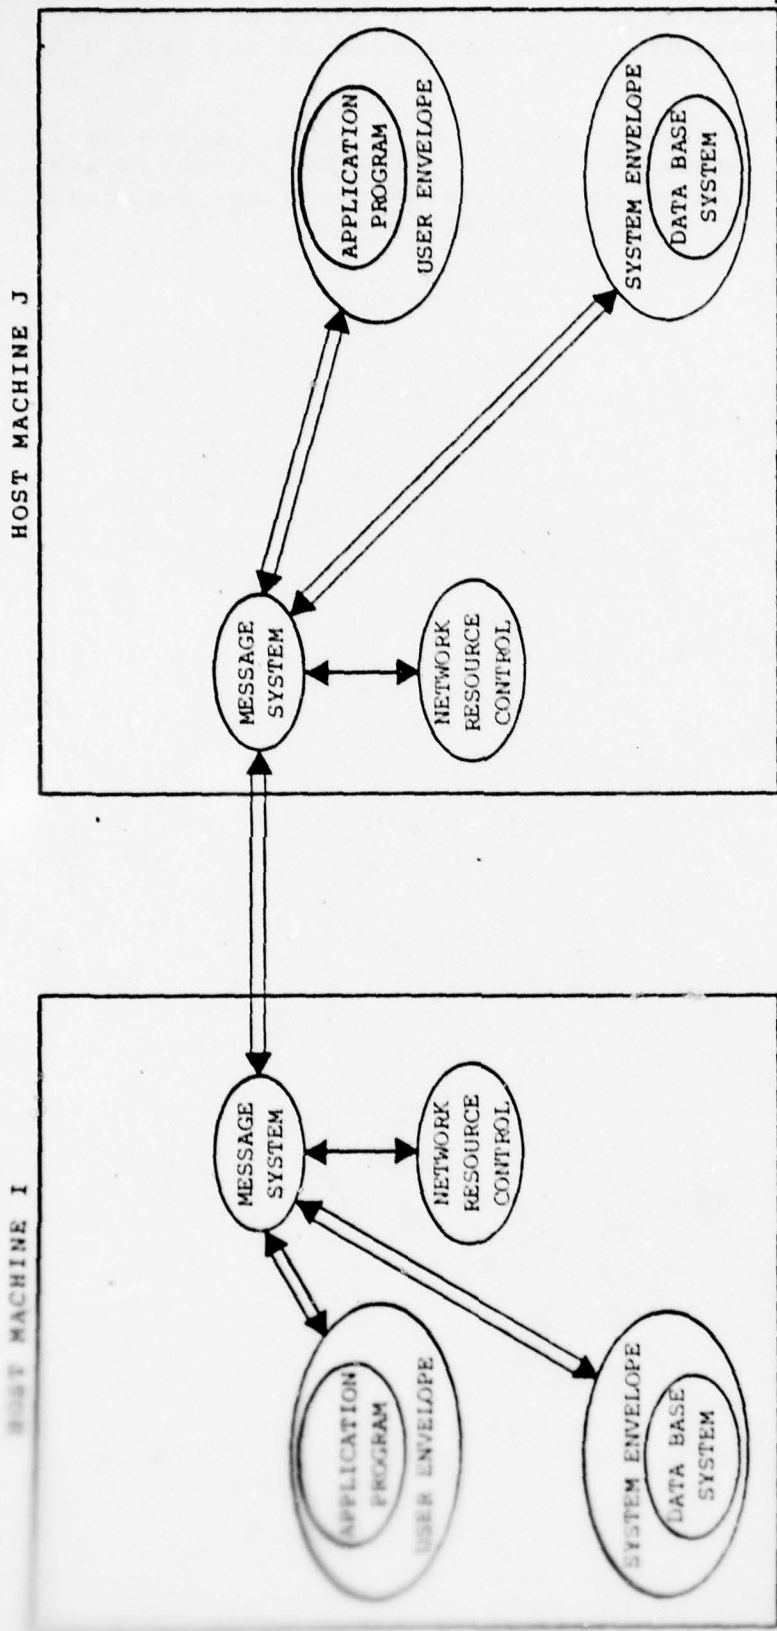 HOST MACHINE I
APPLICATION
PROGRAM
USER ENVELOPE
MESSAGE
SYSTEM
NETWORK
RESOURCE
CONTROL
SYSTEM ENVELOPE
DATA BASE
SYSTEM
HOST MACHINE J
MESSAGE
SYSTEM
NETWORK
RESOURCE
CONTROL
APPLICATION
PROGRAM
USER ENVELOPE
SYSTEM ENVELOPE
DATA BASE
SYSTEM